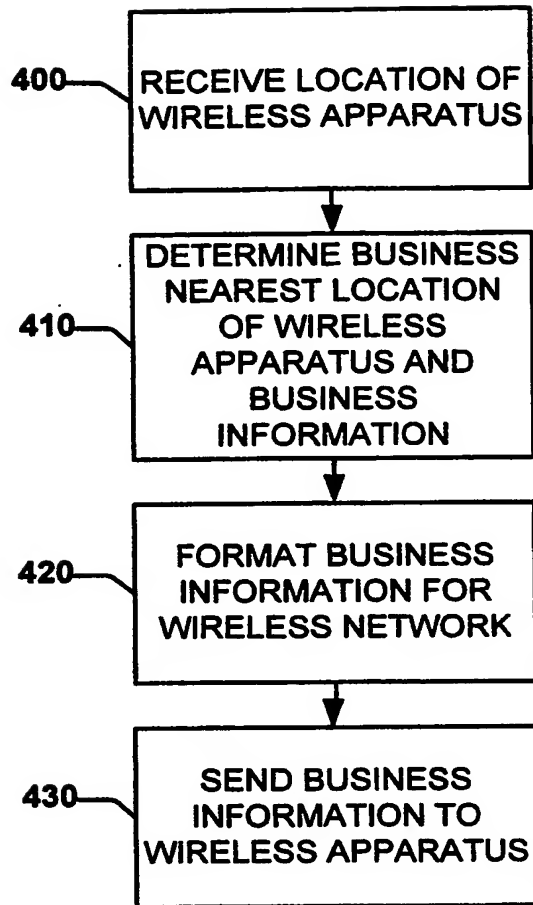 400
RECEIVE LOCATION OF
WIRELESS APPARATUS
410
DETERMINE BUSINESS
NEAREST LOCATION
OF WIRELESS
APPARATUS AND
BUSINESS
INFORMATION
420
FORMAT BUSINESS
INFORMATION FOR
WIRELESS NETWORK
430
SEND BUSINESS
INFORMATION TO
WIRELESS APPARATUS